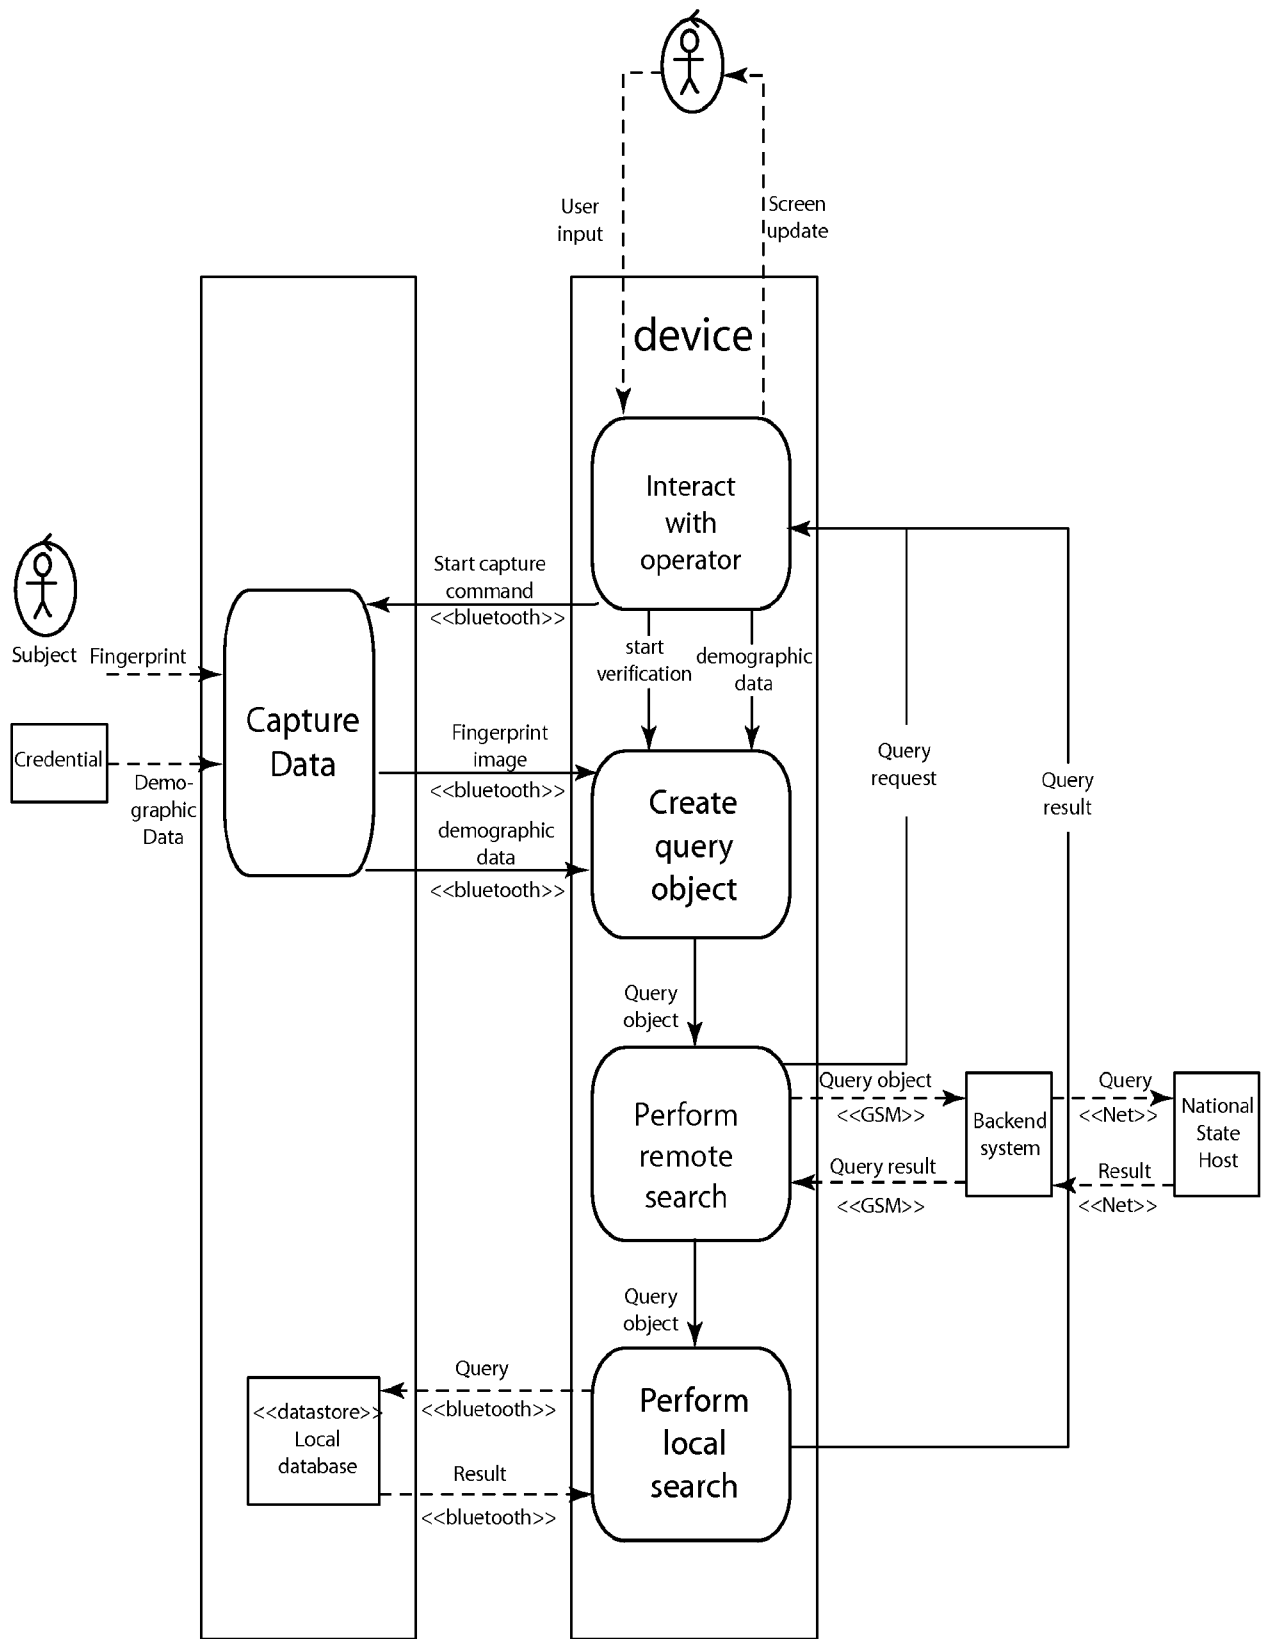 User
input
Screen
update
device
Interact
with
operator
Start capture
command
<<bluetooth>>
Subject
Fingerprint
start
verification
demographic
data
Capture
Data
Credential
Demo-
graphic
Data
Fingerprint
image
<<bluetooth>>
Query
request
Query
result
Create
query
object
demographic
data
<<bluetooth>>
Query
object
Perform
remote
search
Query object
<<GSM>>
Query result
<<GSM>>
Backend
system
Query
<<Net>>
Result
<<Net>>
National
State
Host
Query
object
Query
<<bluetooth>>
<<datastore>>
Local
database
Result
<<bluetooth>>
Perform
local
search